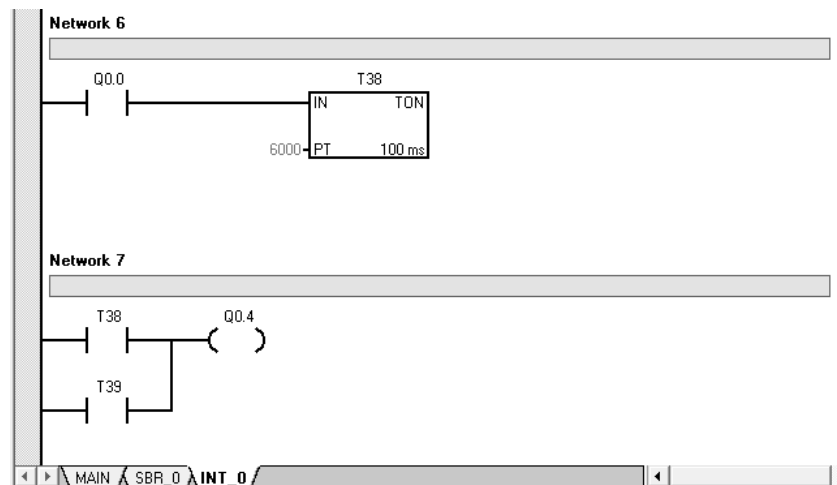 Network 6
Q0.0 T38
IN TON
6000 PT 100 ms
Network 7
T38 Q0.4
T39
MAIN SBR_0 INT_0